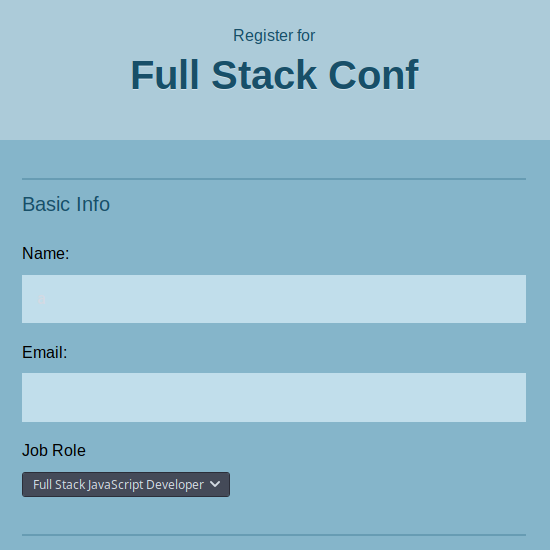 Register for
Full Stack Conf
Basic Info
Name:
Email:
Job Role
Full Stack JavaScript Developer